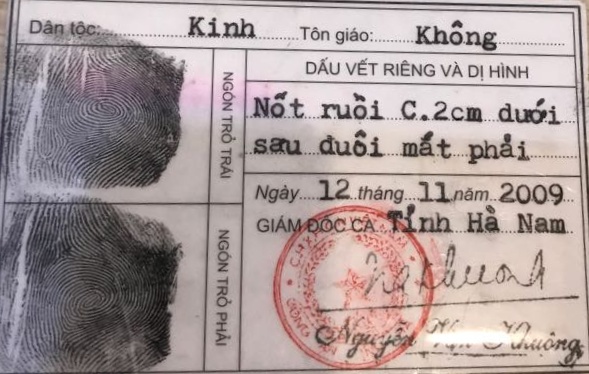 Dân tộc: Kinh Tôn giáo: Không
NGÓN TRỎ TRÁI
DẤU VẾT RIÊNG VÀ DỊ HÌNH
Nốt ruồi C.2cm dưới
sau đuôi mắt phải
Ngày 12 tháng 11 năm 2009
GIÁM ĐỐC CA Tỉnh Hà Nam
NGÓN TRỎ PHẢI
Nguyễn Khuông